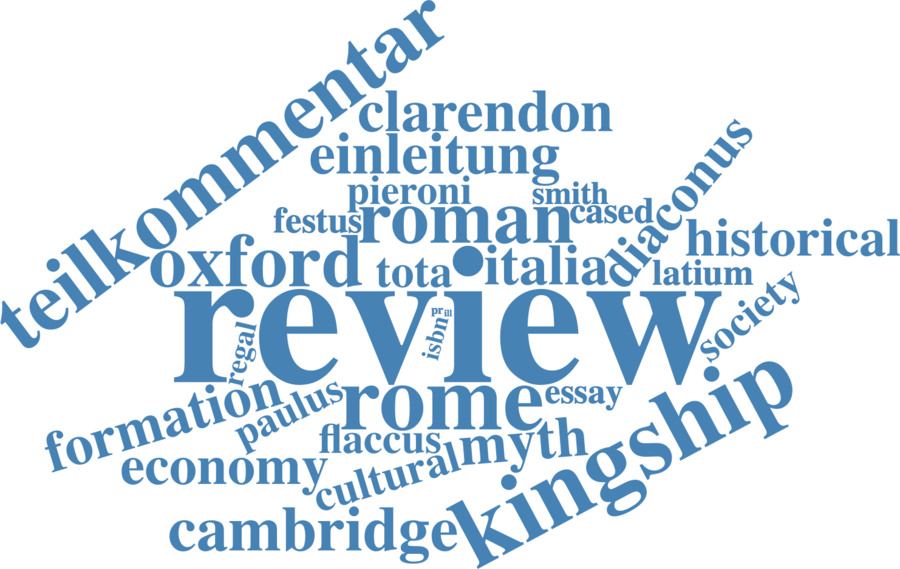 teilkommentar
clarendon
einleitung
pieroni
smith
diaconus
festus
roman
cased
historical
oxford
tota
italia
latium
review
pr
ill
isbn
regal
society
formation
paulus
rome
essay
kingship
flaccus
myth
economy
cultural
cambridge